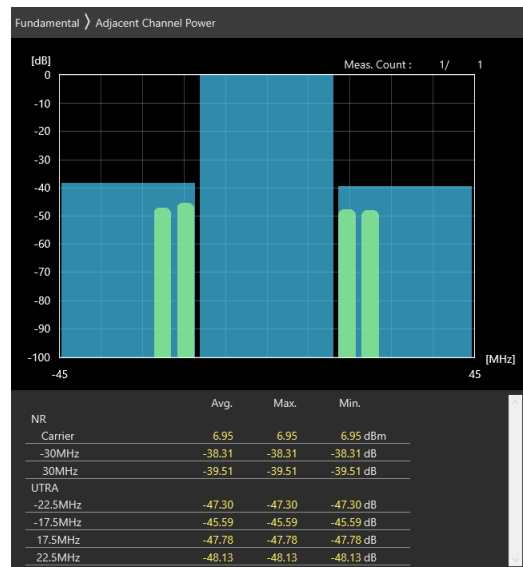 Fundamental ❭ Adjacent Channel Power
[dB]
Meas. Count : 1/ 1
0
-10
-20
-30
-40
-50
-60
-70
-80
-90
-100
[MHz]
-45 45
Avg. Max. Min.
NR
Carrier 6.95 6.95 6.95 dBm
-30MHz -38.31 -38.31 -38.31 dB
30MHz -39.51 -39.51 -39.51 dB
UTRA
-22.5MHz -47.30 -47.30 -47.30 dB
-17.5MHz -45.59 -45.59 -45.59 dB
17.5MHz -47.78 -47.78 -47.78 dB
22.5MHz -48.13 -48.13 -48.13 dB